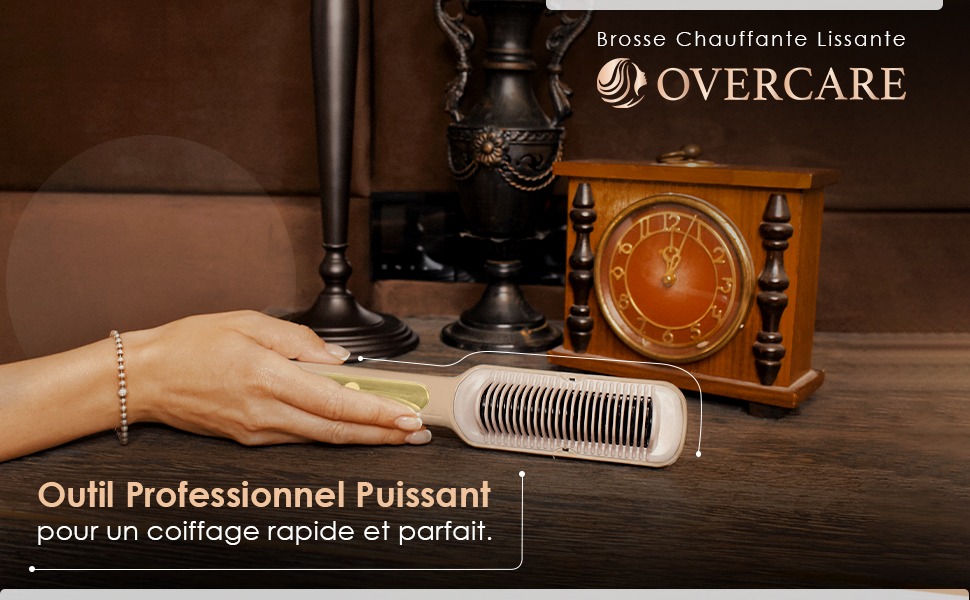 Brosse Chauffante Lissante
OVERCARE
Outil Professionnel Puissant
pour un coiffage rapide et parfait.